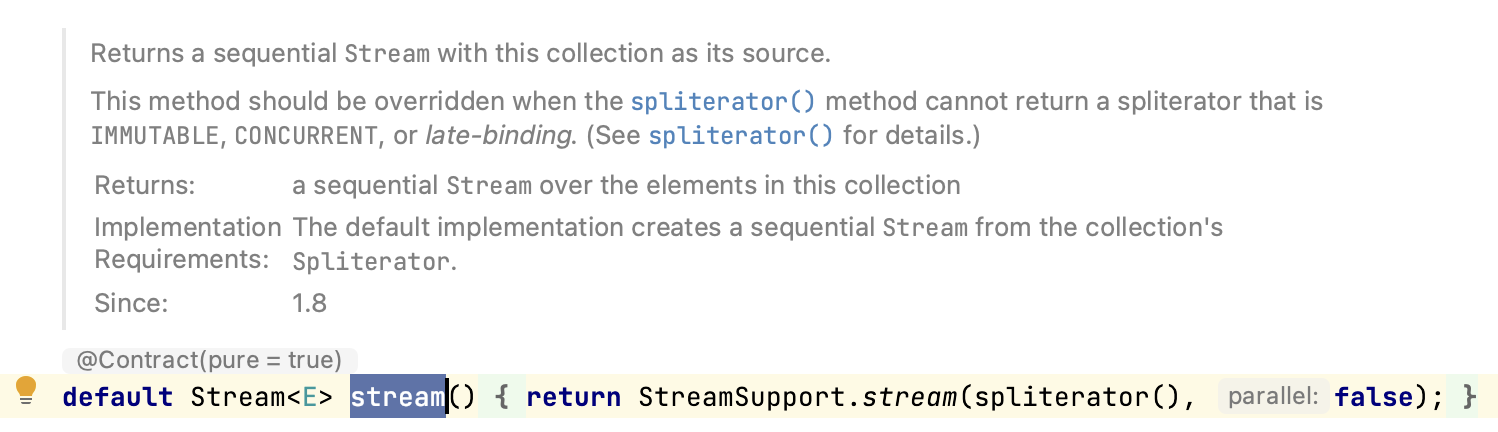 Returns a sequential Stream with this collection as its source.
This method should be overridden when the spliterator() method cannot return a spliterator that is
IMMUTABLE, CONCURRENT, or late-binding. (See spliterator() for details.)
Returns: a sequential Stream over the elements in this collection
Implementation The default implementation creates a sequential Stream from the collection's
Requirements: Spliterator.
Since: 1.8
@Contract(pure = true)
default Stream<E> stream() { return StreamSupport.stream(spliterator(), parallel: false); }